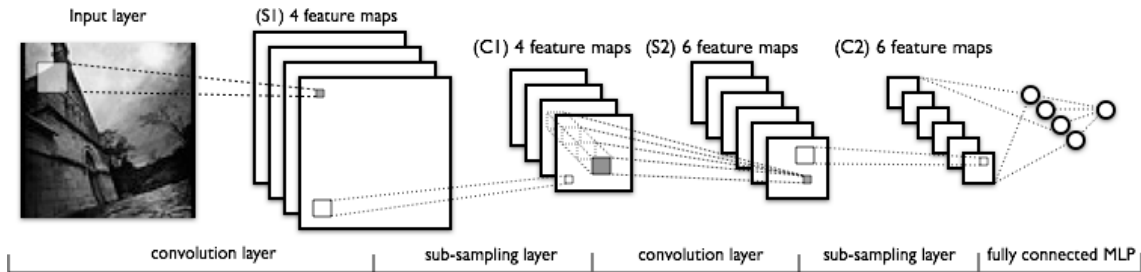 Input layer
(S1) 4 feature maps
(C1) 4 feature maps
(S2) 6 feature maps
(C2) 6 feature maps
convolution layer
sub-sampling layer
convolution layer
sub-sampling layer
fully connected MLP